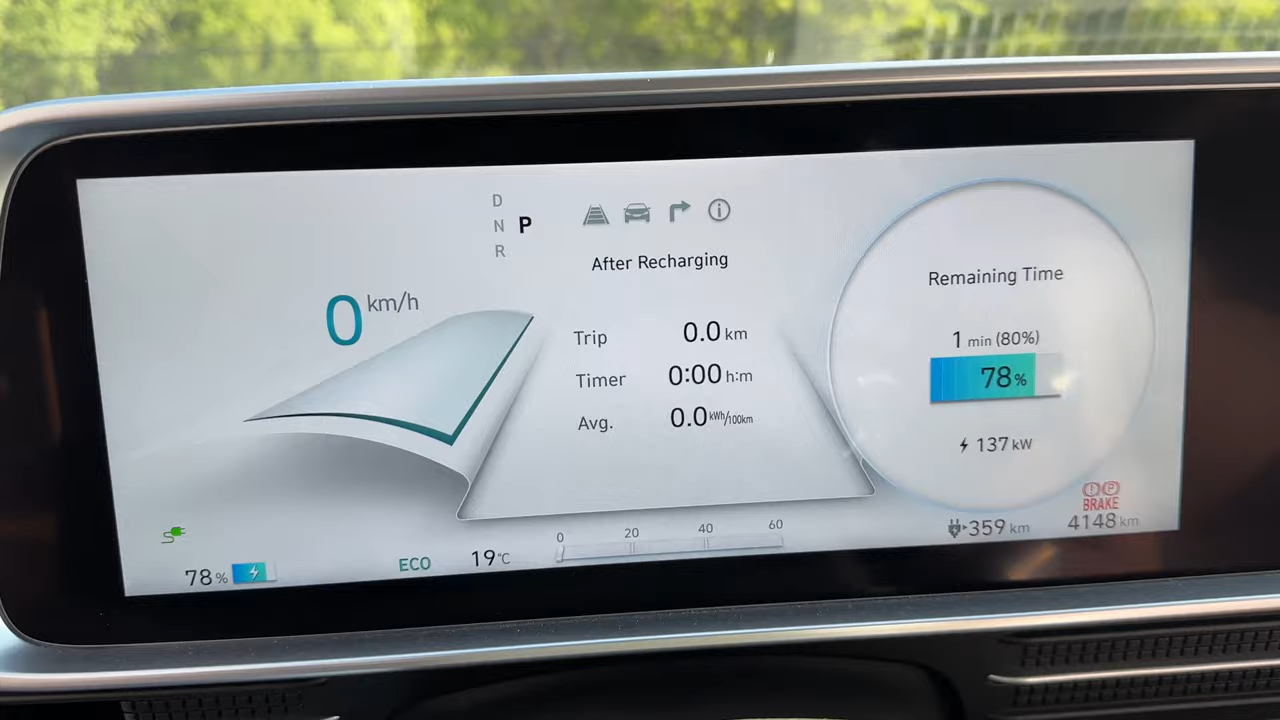 D
N P
R
After Recharging
0 km/h
Trip 0.0 km
Timer 0:00 h:m
Avg. 0.0 kWh/100km
Remaining Time
1 min (80%)
78%
137 kW
BRAKE
78%
ECO
19°C
0 20 40 60
359 km
4148 km